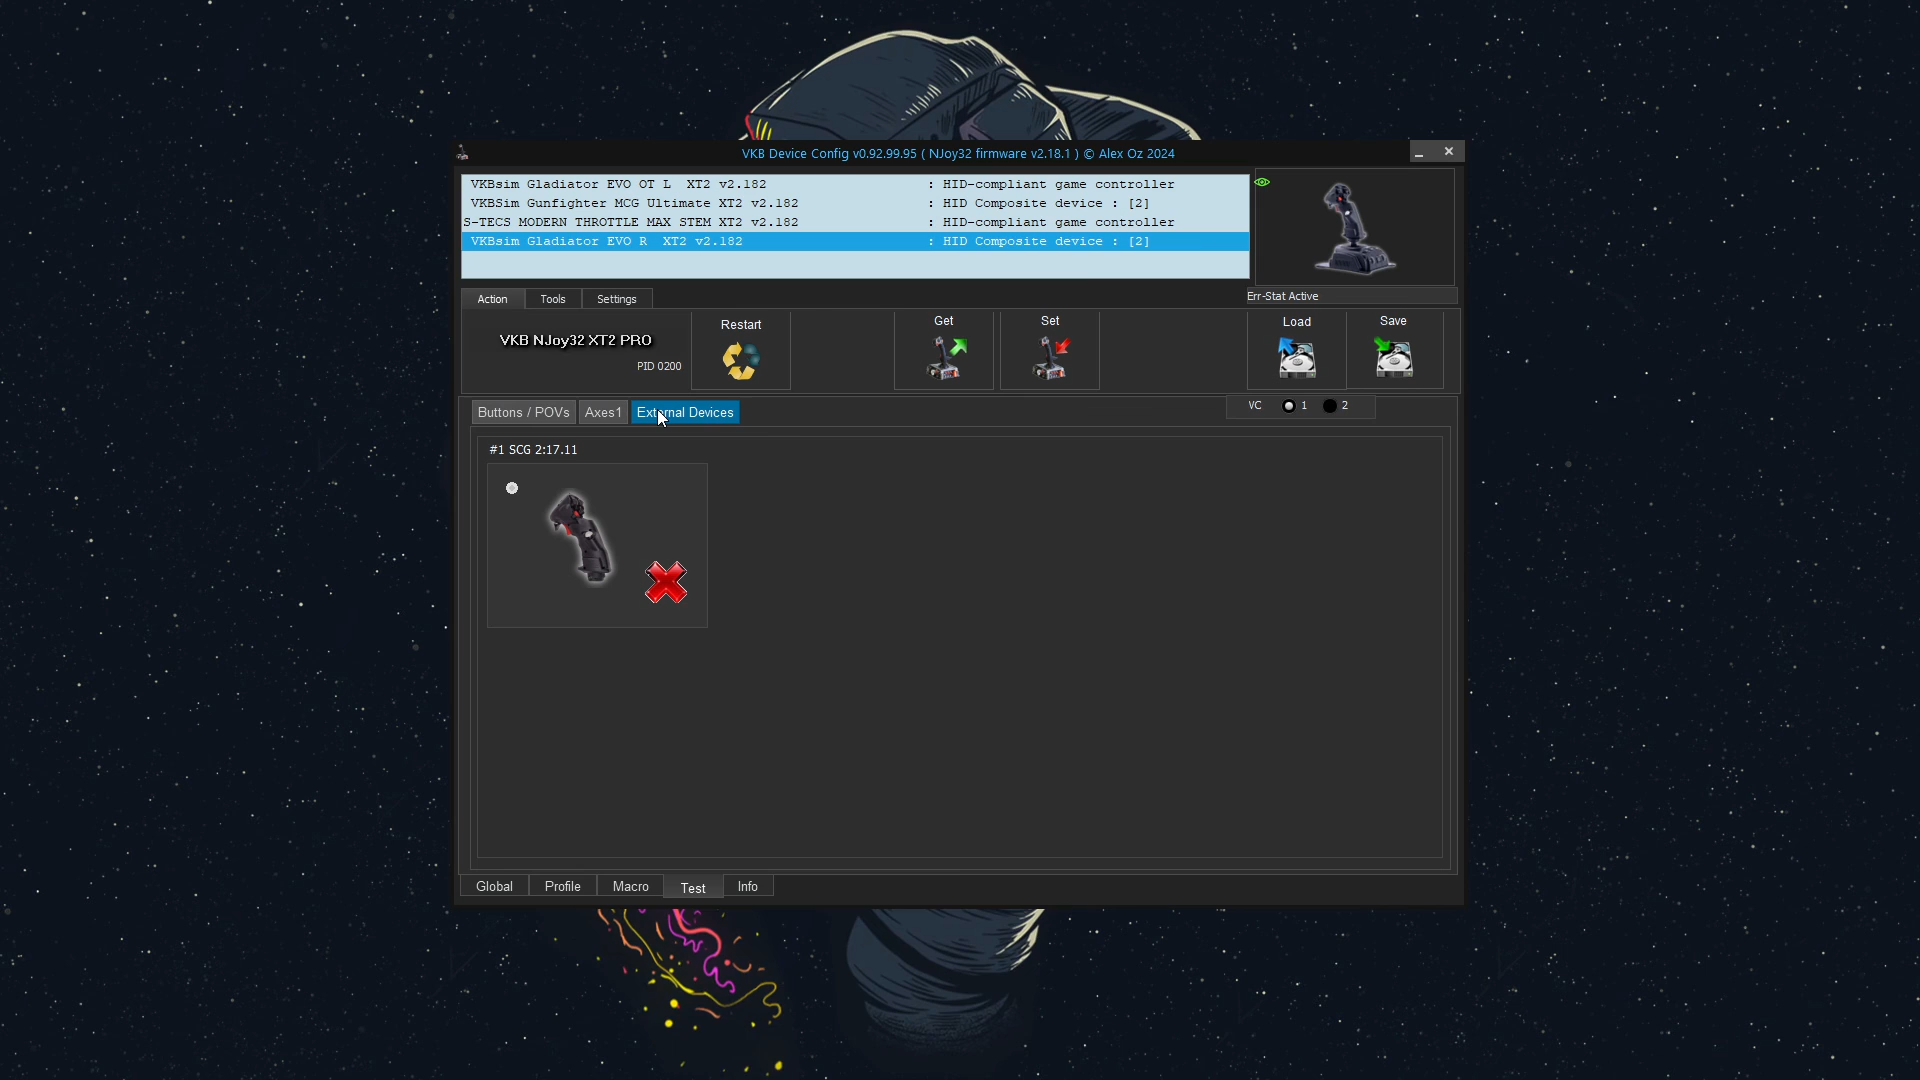 VKB Device Config v0.92.99.95 ( NJoy32 firmware v2.18.1 ) © Alex Oz 2024
VKBsim Gladiator EVO OT L  XT2 v2.182 : HID-compliant game controller
VKBSim Gunfighter MCG Ultimate XT2 v2.182 : HID Composite device : [2]
S-TECS MODERN THROTTLE MAX STEM XT2 v2.182 : HID-compliant game controller
VKBsim Gladiator EVO R  XT2 v2.182 : HID Composite device : [2]
Action Tools Settings
Err-Stat Active
VKB NJoy32 XT2 PRO
PID 0200
Restart
Get
Set
Load
Save
Buttons / POVs Axes1 External Devices
VC 1 2
#1 SCG 2:17.11
Global Profile Macro Test Info